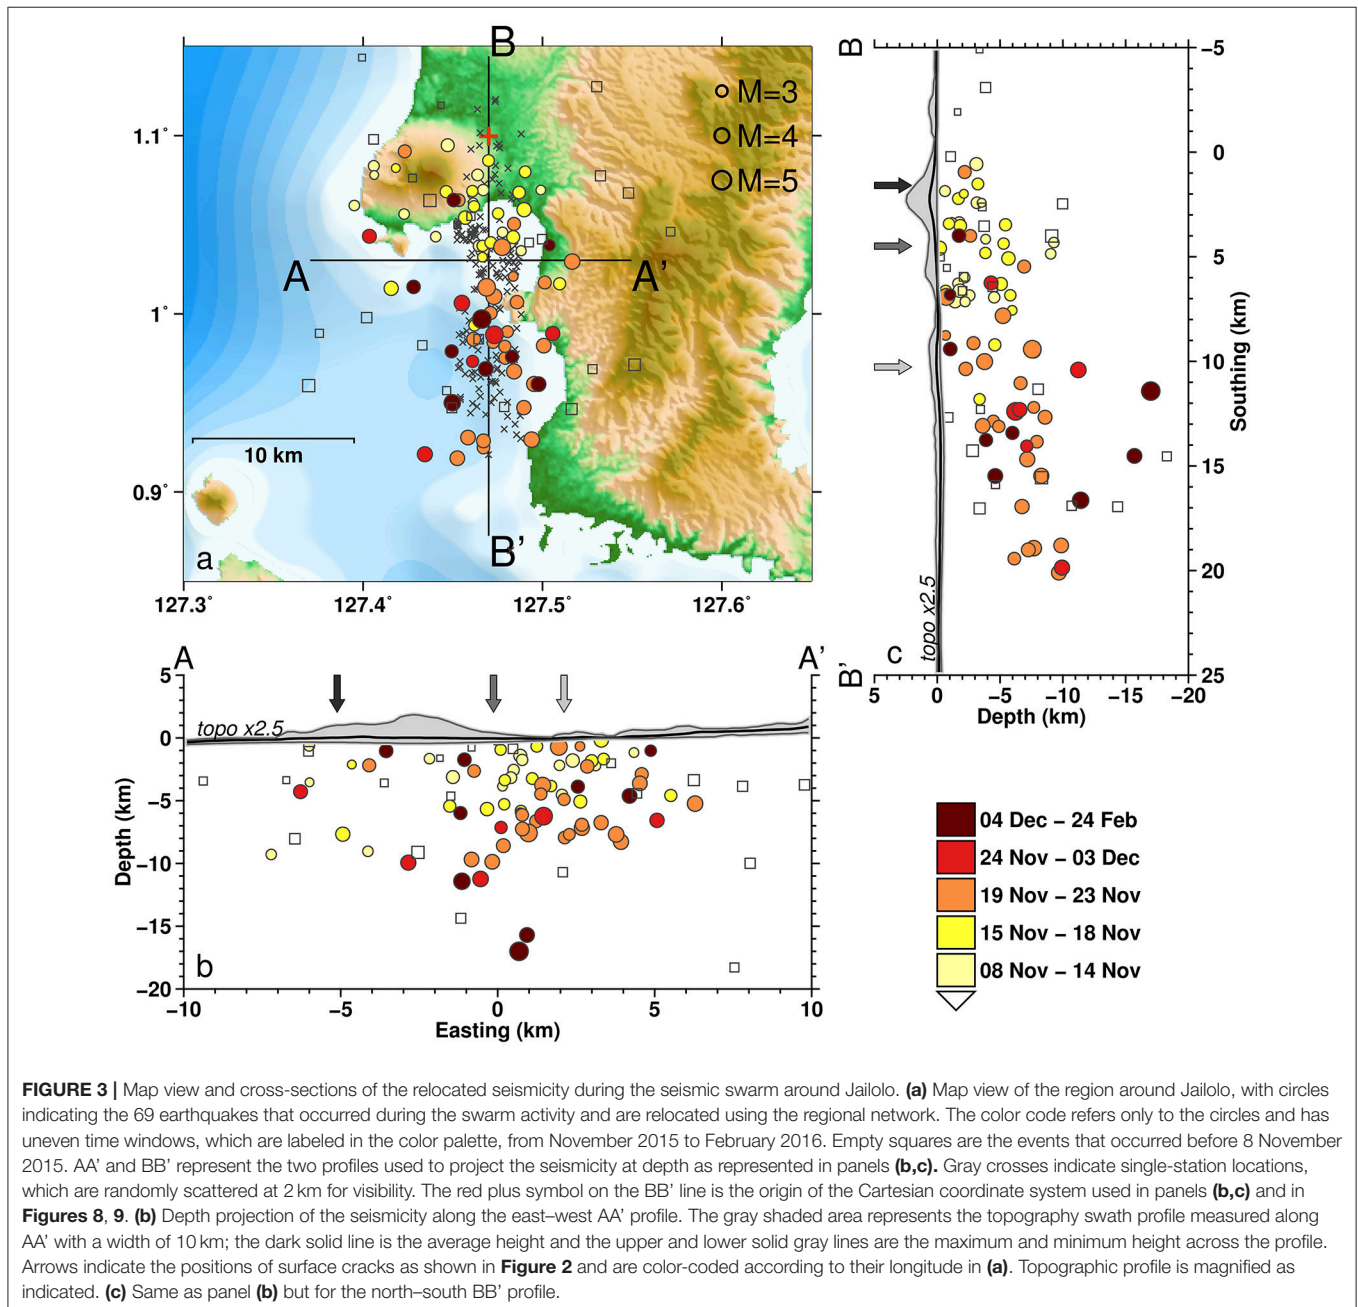 B
M=3
M=4
M=5
1.1°
A
A'
1°
10 km
0.9°
B'
a
127.3
127.4°
127.5°
127.6°
B
−5
0
5
10
15
20
25
Southing (km)
topo x2.5
c
B'
5
0
−5
−10
−15
−20
Depth (km)
A
A'
5
0
−5
−10
−15
−20
Depth (km)
topo x2.5
b
−10
−5
0
5
10
Easting (km)
04 Dec − 24 Feb
24 Nov − 03 Dec
19 Nov − 23 Nov
15 Nov − 18 Nov
08 Nov − 14 Nov
FIGURE 3 | Map view and cross-sections of the relocated seismicity during the seismic swarm around Jailolo. (a) Map view of the region around Jailolo, with circles
indicating the 69 earthquakes that occurred during the swarm activity and are relocated using the regional network. The color code refers only to the circles and has
uneven time windows, which are labeled in the color palette, from November 2015 to February 2016. Empty squares are the events that occurred before 8 November
2015. AA' and BB' represent the two profiles used to project the seismicity at depth as represented in panels (b,c). Gray crosses indicate single-station locations,
which are randomly scattered at 2 km for visibility. The red plus symbol on the BB' line is the origin of the Cartesian coordinate system used in panels (b,c) and in
Figures 8, 9. (b) Depth projection of the seismicity along the east–west AA' profile. The gray shaded area represents the topography swath profile measured along
AA' with a width of 10 km; the dark solid line is the average height and the upper and lower solid gray lines are the maximum and minimum height across the profile.
Arrows indicate the positions of surface cracks as shown in Figure 2 and are color-coded according to their longitude in (a). Topographic profile is magnified as
indicated. (c) Same as panel (b) but for the north–south BB' profile.